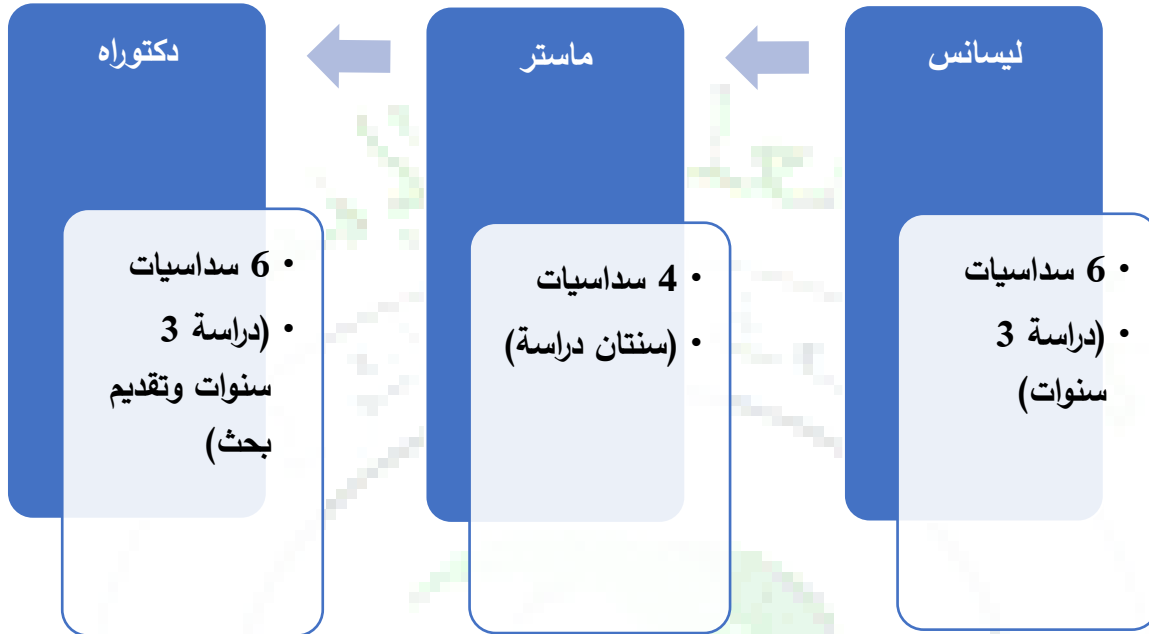 ليسانس
• 6 سداسيات
• (دراسة 3
سنوات)
ماستر
• 4 سداسيات
• (سنتان دراسة)
دكتوراه
• 6 سداسيات
• (دراسة 3
سنوات وتقديم
بحث)